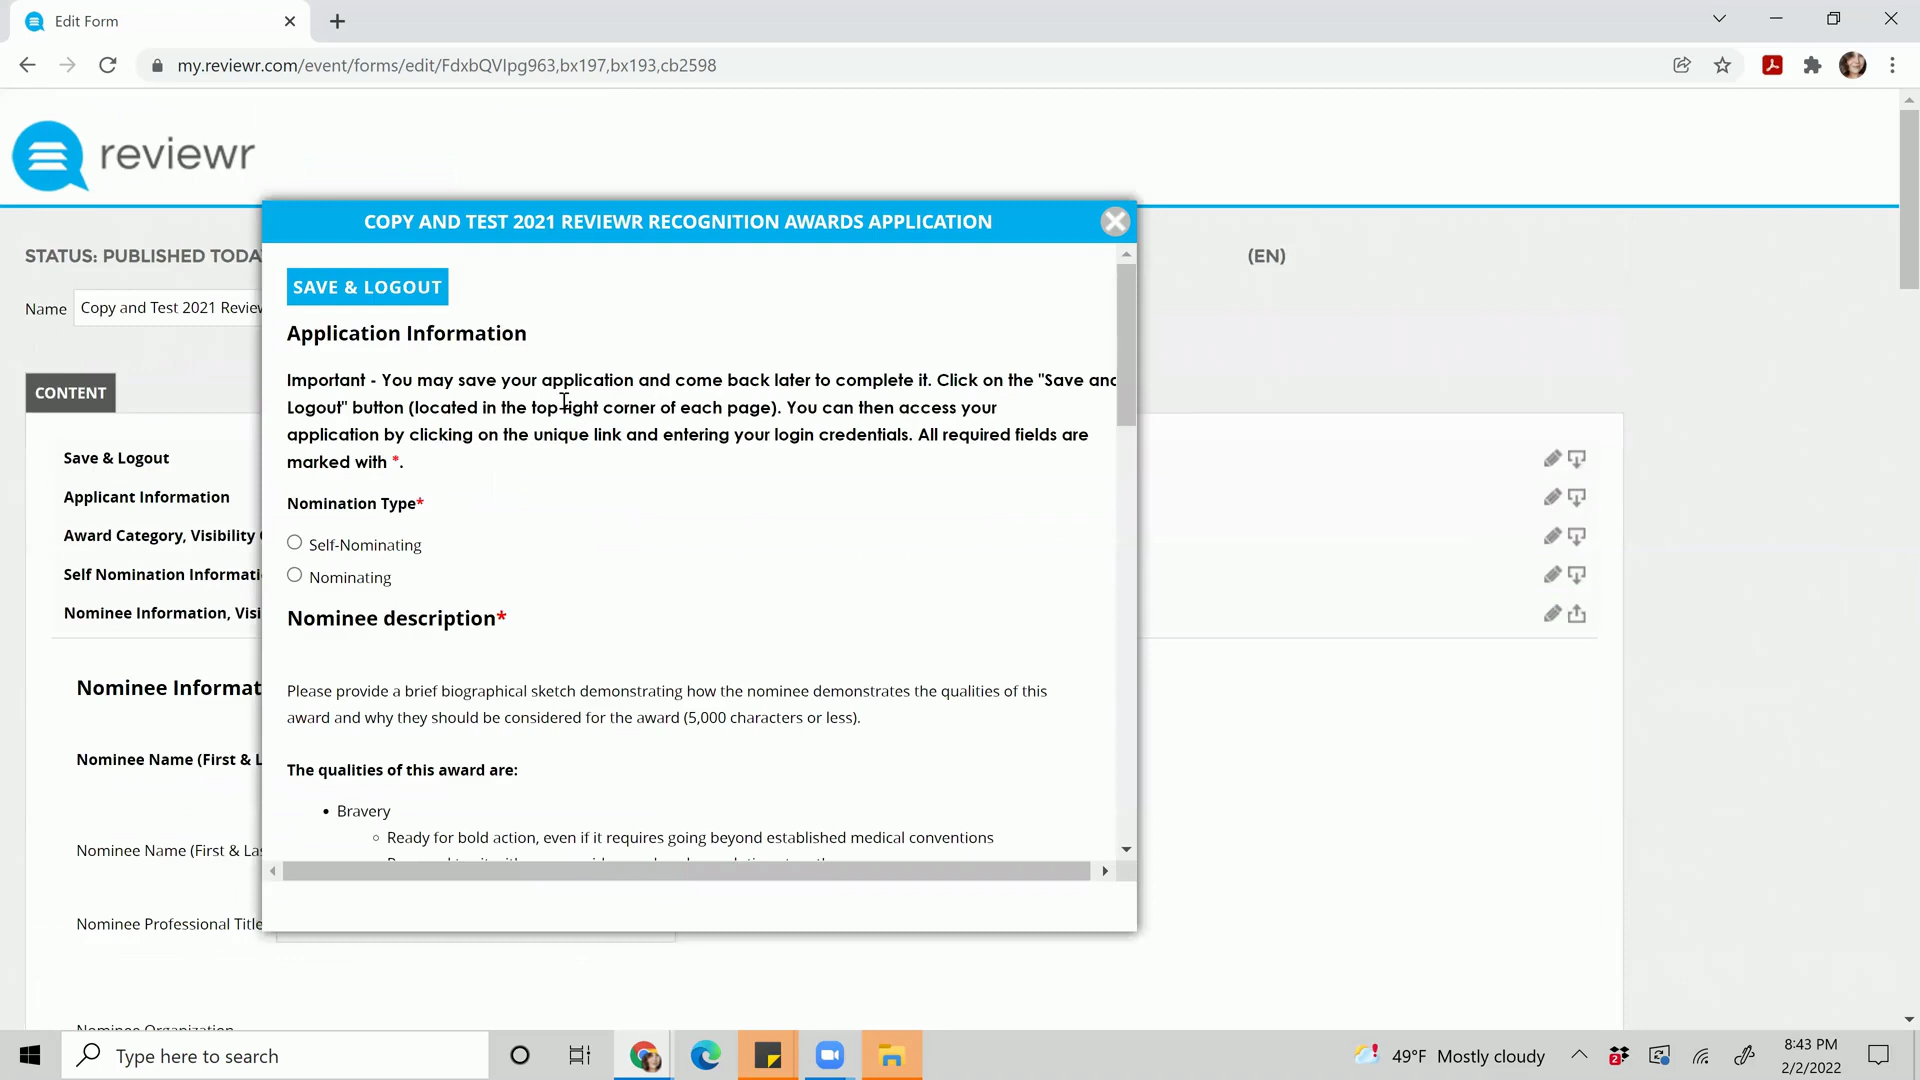 Edit Form
my.reviewr.com/event/forms/edit/FdxbQVIpg963,bx197,bx193,cb2598
reviewr
COPY AND TEST 2021 REVIEWR RECOGNITION AWARDS APPLICATION
STATUS: PUBLISHED TODA
(EN)
Name
Copy and Test 2021 Review
SAVE & LOGOUT
Application Information
Important - You may save your application and come back later to complete it. Click on the "Save and
Logout" button (located in the top right corner of each page). You can then access your
application by clicking on the unique link and entering your login credentials. All required fields are
marked with *.
CONTENT
Save & Logout
Applicant Information
Award Category, Visibility
Self Nomination Informati
Nominee Information, Visi
Nomination Type*
Self-Nominating
Nominating
Nominee description*
Nominee Informat
Please provide a brief biographical sketch demonstrating how the nominee demonstrates the qualities of this
award and why they should be considered for the award (5,000 characters or less).
Nominee Name (First & L
The qualities of this award are:
• Bravery
○ Ready for bold action, even if it requires going beyond established medical conventions
Nominee Name (First & Las
Nominee Professional Title
Nominee Organization
Type here to search
2
49°F Mostly cloudy
8:43 PM
2/2/2022